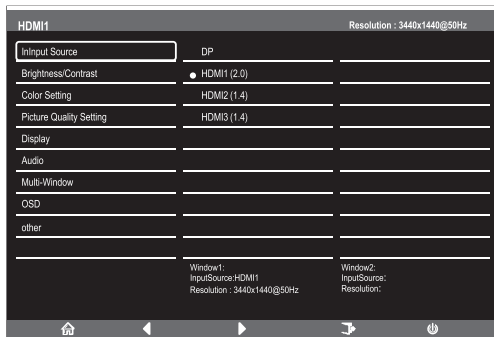 HDMI1 Resolution : 3440x1440@50Hz
InInput Source DP
Brightness/Contrast HDMI1 (2.0)
Color Setting HDMI2 (1.4)
Picture Quality Setting HDMI3 (1.4)
Display
Audio
Multi-Window
OSD
other
Window1:
InputSource:HDMI1
Resolution : 3440x1440@50Hz
Window2:
InputSource:
Resolution: